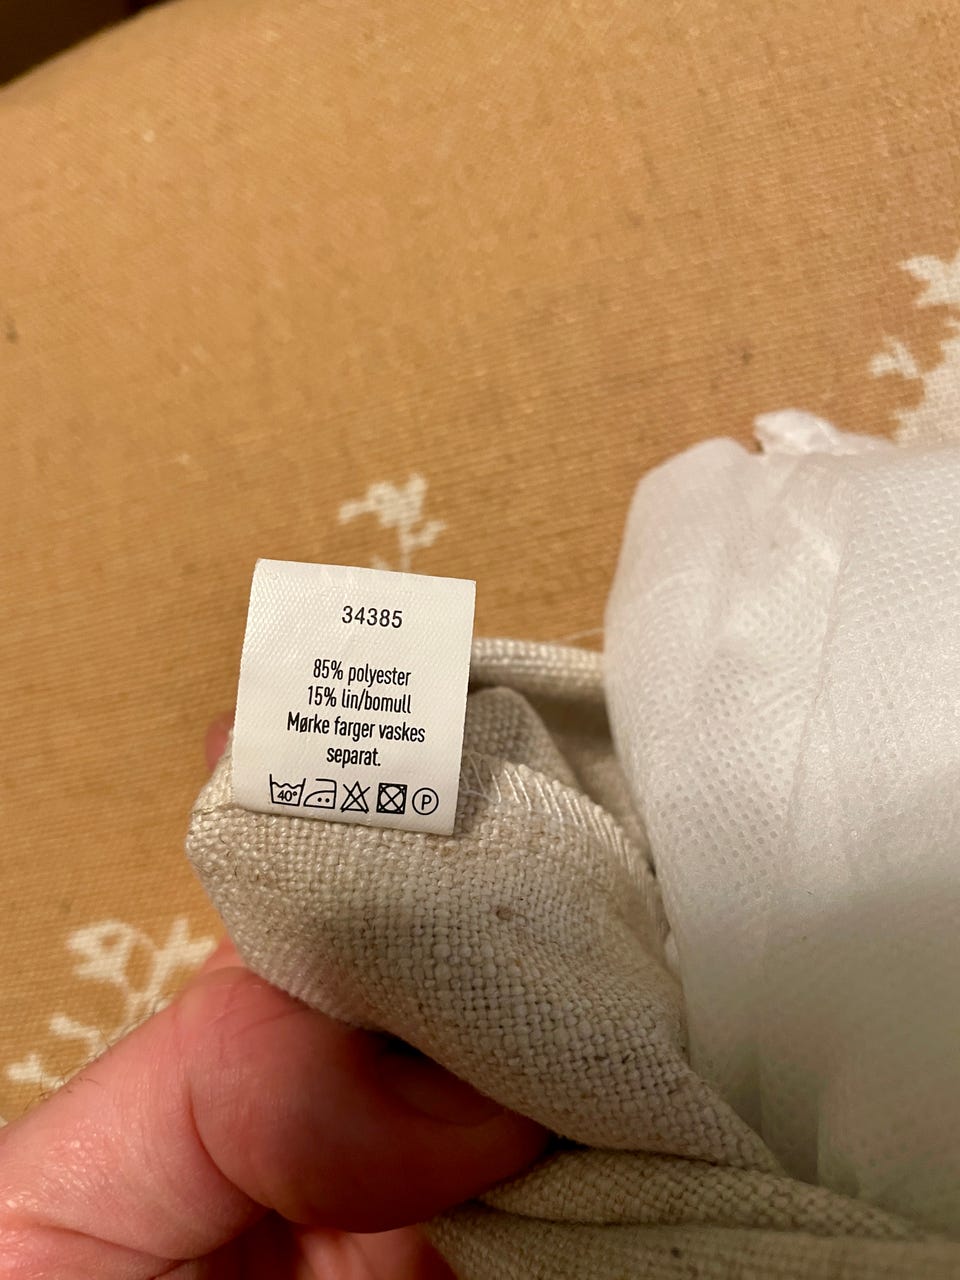 34385
85% polyester
15% lin/bomull
Mørke farger vaskes
separat.
40° P